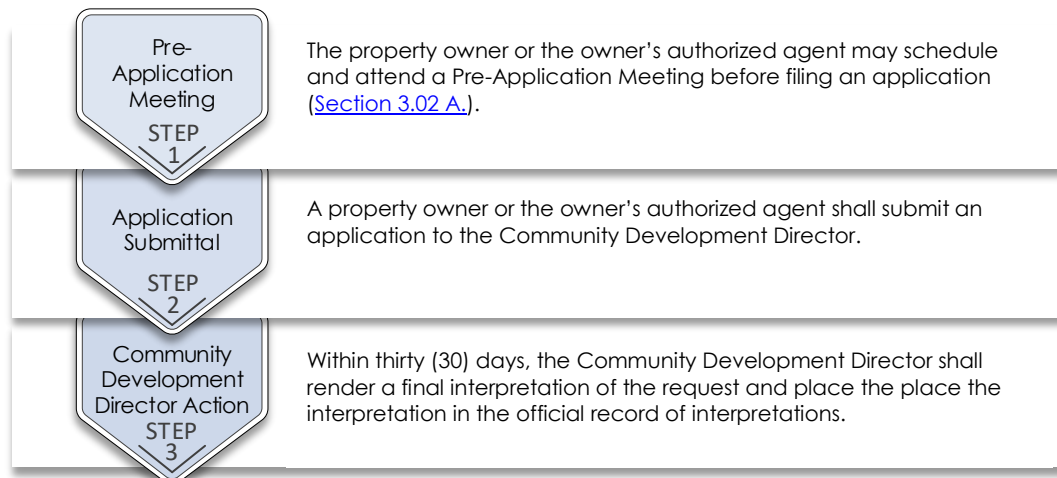 Pre-
Application
Meeting
STEP
1
The property owner or the owner’s authorized agent may schedule
and attend a Pre-Application Meeting before filing an application
(Section 3.02 A.).
Application
Submittal
STEP
2
A property owner or the owner’s authorized agent shall submit an
application to the Community Development Director.
Community
Development
Director Action
STEP
3
Within thirty (30) days, the Community Development Director shall
render a final interpretation of the request and place the place the
interpretation in the official record of interpretations.